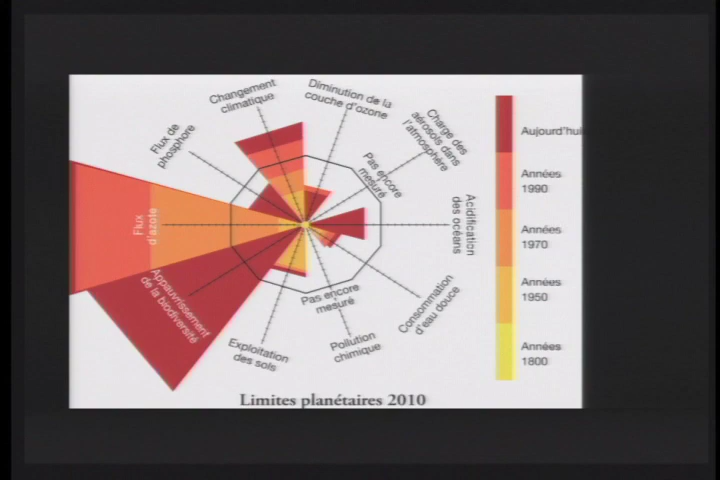 Changement
climatique
Diminution de la
couche d'ozone
Charge des
aérosols dans
l'atmosphère
Flux de
phosphore
Pas encore
mesuré
Acidification
des océans
Flux
d'azote
Appauvrissement
de la biodiversité
Pas encore
mesuré
Consommation
d'eau douce
Exploitation
des sols
Pollution
chimique
Aujourd'hui
Années
1990
Années
1970
Années
1950
Années
1800
Limites planétaires 2010